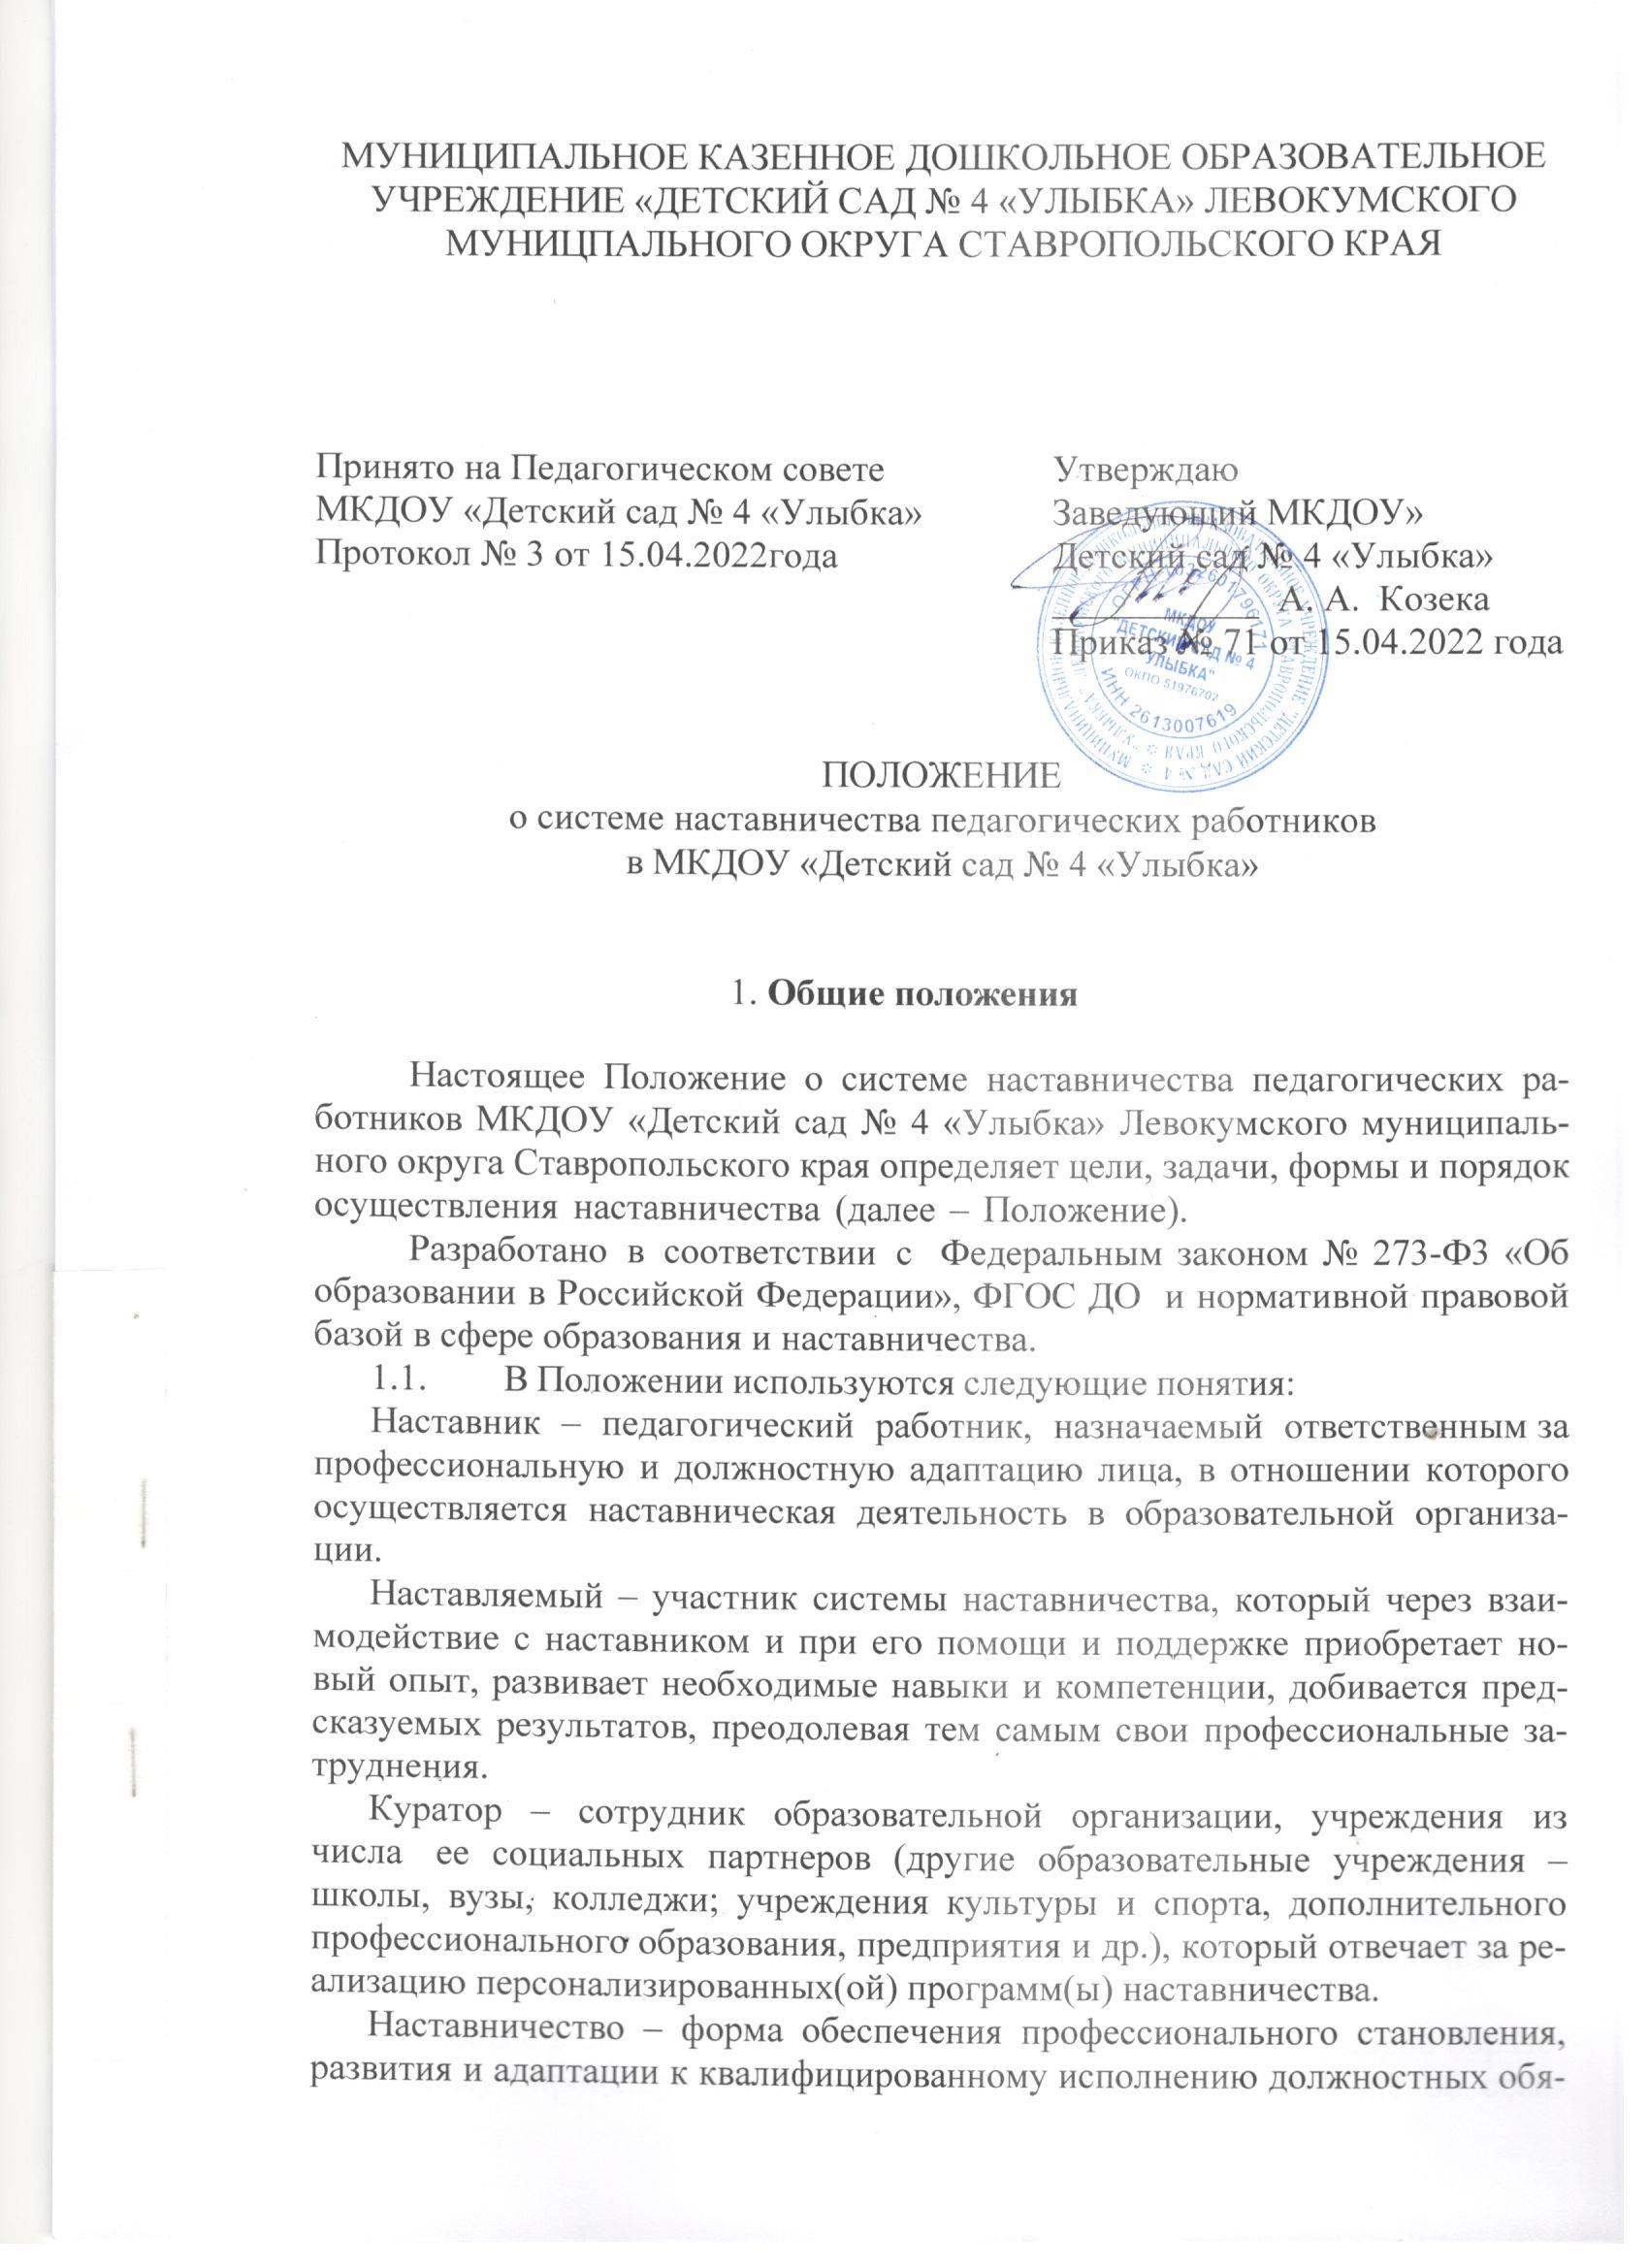 МУНИЦИПАЛЬНОЕ КАЗЕННОЕ ДОШКОЛЬНОЕ ОБРАЗОВАТЕЛЬНОЕ
УЧРЕЖДЕНИЕ «ДЕТСКИЙ САД № 4 «УЛЫБКА» ЛЕВОКУМСКОГО
МУНИЦПАЛЬНОГО ОКРУГА СТАВРОПОЛЬСКОГО КРАЯ
Принято на Педагогическом совете
МКДОУ «Детский сад № 4 «Улыбка»
Протокол № 3 от 15.04.2022года
Утверждаю
Заведующий МКДОУ»
Детский сад № 4 «Улыбка»
А. А. Козека
Приказ № 71 от 15.04.2022 года
МКДОУ
"ДЕТСКИЙ САД № 4
УЛЫБКА"
ОКПО 51976702
ИНН 2613007619
ПОЛОЖЕНИЕ
о системе наставничества педагогических работников
в МКДОУ «Детский сад № 4 «Улыбка»
1. Общие положения
Настоящее Положение о системе наставничества педагогических ра-
ботников МКДОУ «Детский сад № 4 «Улыбка» Левокумского муниципаль-
ного округа Ставропольского края определяет цели, задачи, формы и порядок
осуществления наставничества (далее – Положение).
Разработано в соответствии с Федеральным законом № 273-ФЗ «Об
образовании в Российской Федерации», ФГОС ДО и нормативной правовой
базой в сфере образования и наставничества.
1.1. В Положении используются следующие понятия:
Наставник – педагогический работник, назначаемый ответственным за
профессиональную и должностную адаптацию лица, в отношении которого
осуществляется наставническая деятельность в образовательной организа-
ции.
Наставляемый – участник системы наставничества, который через взаи-
модействие с наставником и при его помощи и поддержке приобретает но-
вый опыт, развивает необходимые навыки и компетенции, добивается пред-
сказуемых результатов, преодолевая тем самым свои профессиональные за-
труднения.
Куратор – сотрудник образовательной организации, учреждения из
числа ее социальных партнеров (другие образовательные учреждения –
школы, вузы, колледжи; учреждения культуры и спорта, дополнительного
профессионального образования, предприятия и др.), который отвечает за ре-
ализацию персонализированных(ой) программ(ы) наставничества.
Наставничество – форма обеспечения профессионального становления,
развития и адаптации к квалифицированному исполнению должностных обя-